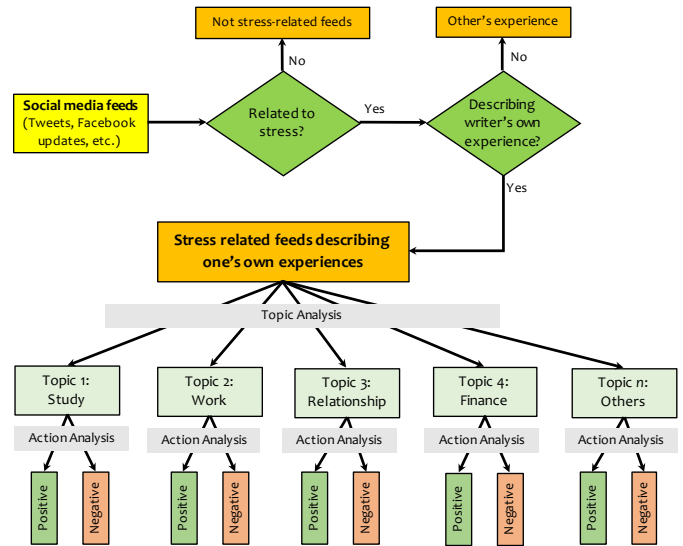 Not stress-related feeds
Other's experience
No
No
Social media feeds
(Tweets, Facebook
updates, etc.)
Related to
stress?
Yes
Describing
writer's own
experience?
Yes
Stress related feeds describing
one's own experiences
Topic Analysis
Topic 1:
Study
Topic 2:
Work
Topic 3:
Relationship
Topic 4:
Finance
Topic n:
Others
Action Analysis
Action Analysis
Action Analysis
Action Analysis
Action Analysis
Positive
Negative
Positive
Negative
Positive
Negative
Positive
Negative
Positive
Negative